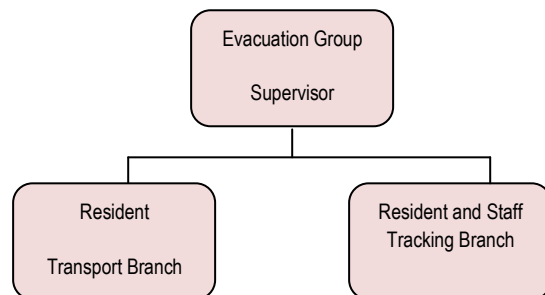 Evacuation Group
Supervisor
Resident
Transport Branch
Resident and Staff
Tracking Branch